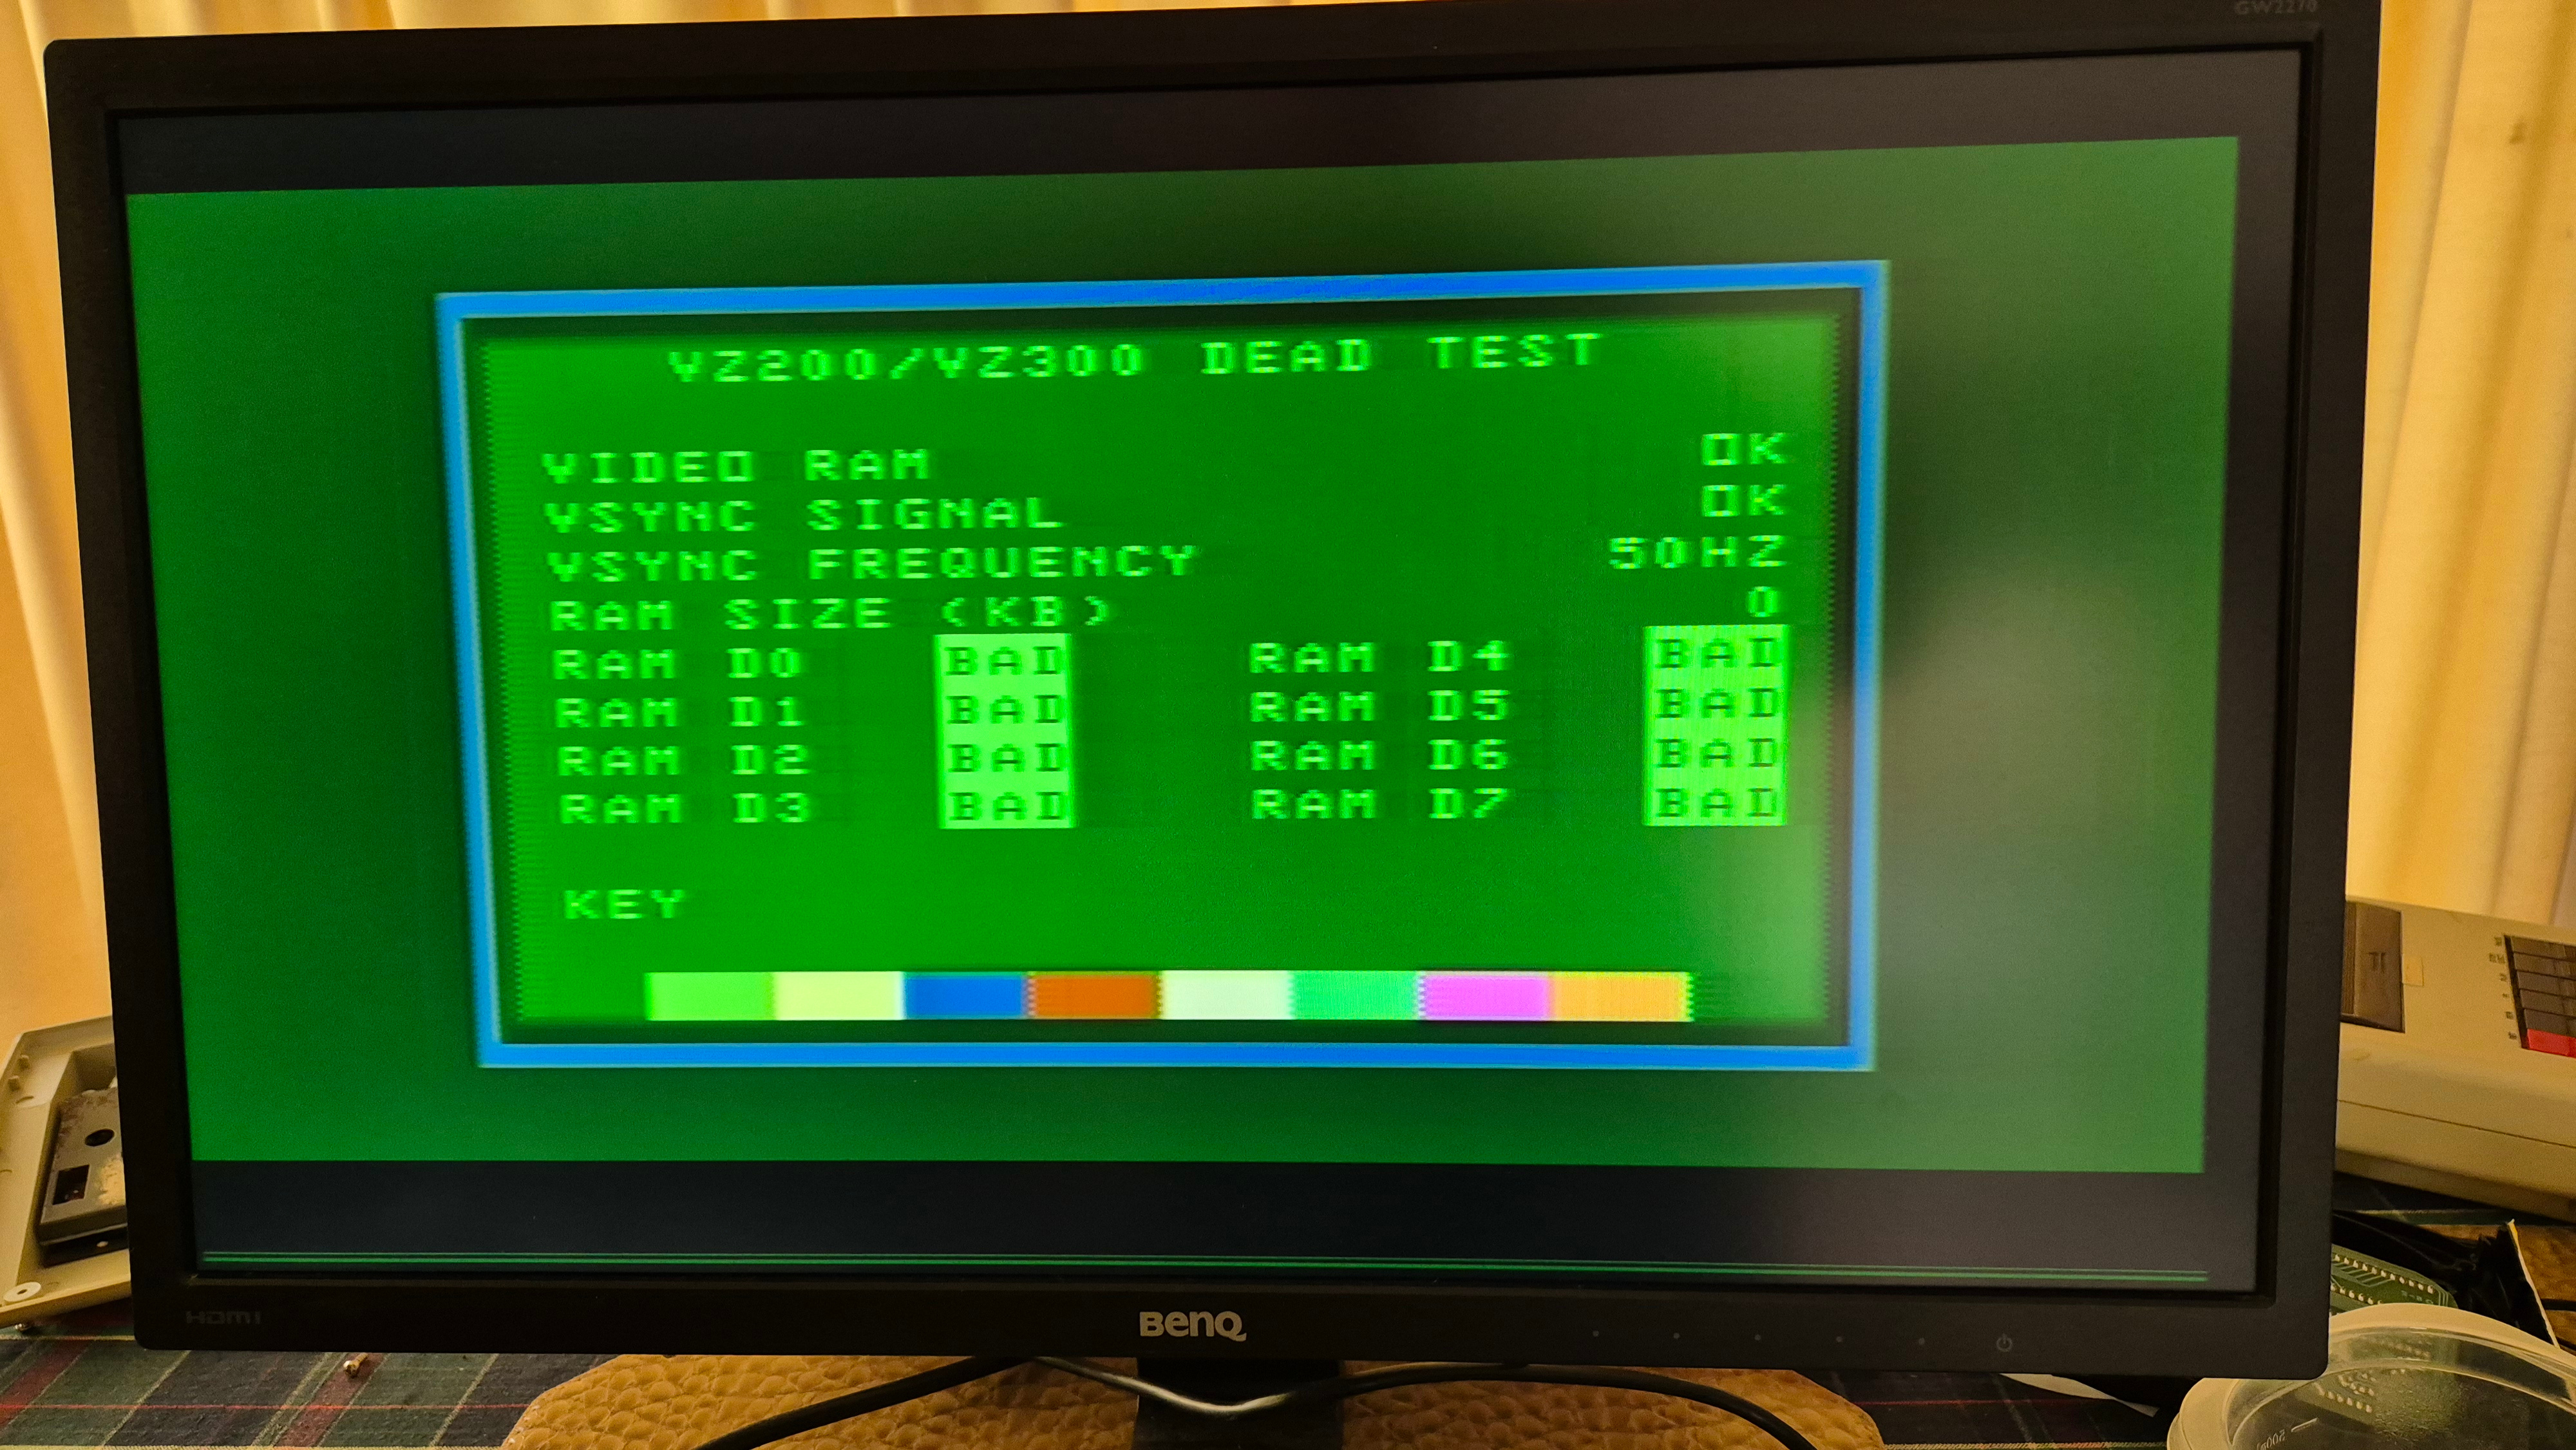 GW2270
VZ200/VZ300 DEAD TEST
VIDEO RAM OK
VSYNC SIGNAL OK
VSYNC FREQUENCY 50HZ
RAM SIZE (KB) 0
RAM D0 BAD RAM D4 BAD
RAM D1 BAD RAM D5 BAD
RAM D2 BAD RAM D6 BAD
RAM D3 BAD RAM D7 BAD
KEY
HDMI
BenQ